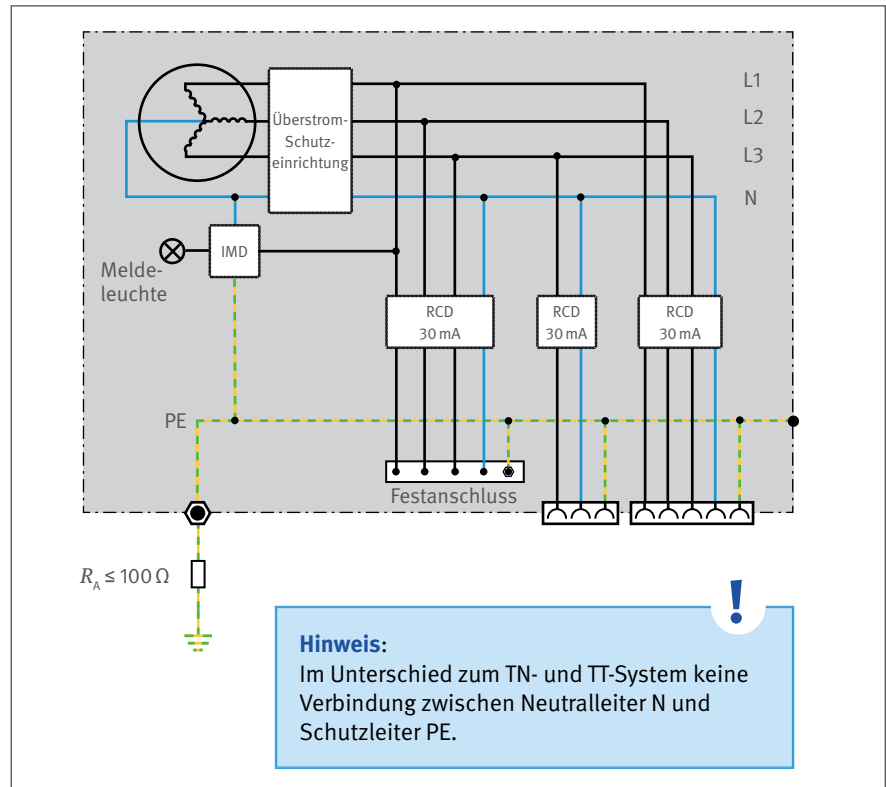 L1
Überstrom-
Schutz-
einrichtung
L2
L3
N
IMD
Melde-
leuchte
RCD
30 mA
RCD
30 mA
RCD
30 mA
PE
Festanschluss
R_A ≤ 100 Ω
!
Hinweis:
Im Unterschied zum TN- und TT-System keine
Verbindung zwischen Neutralleiter N und
Schutzleiter PE.